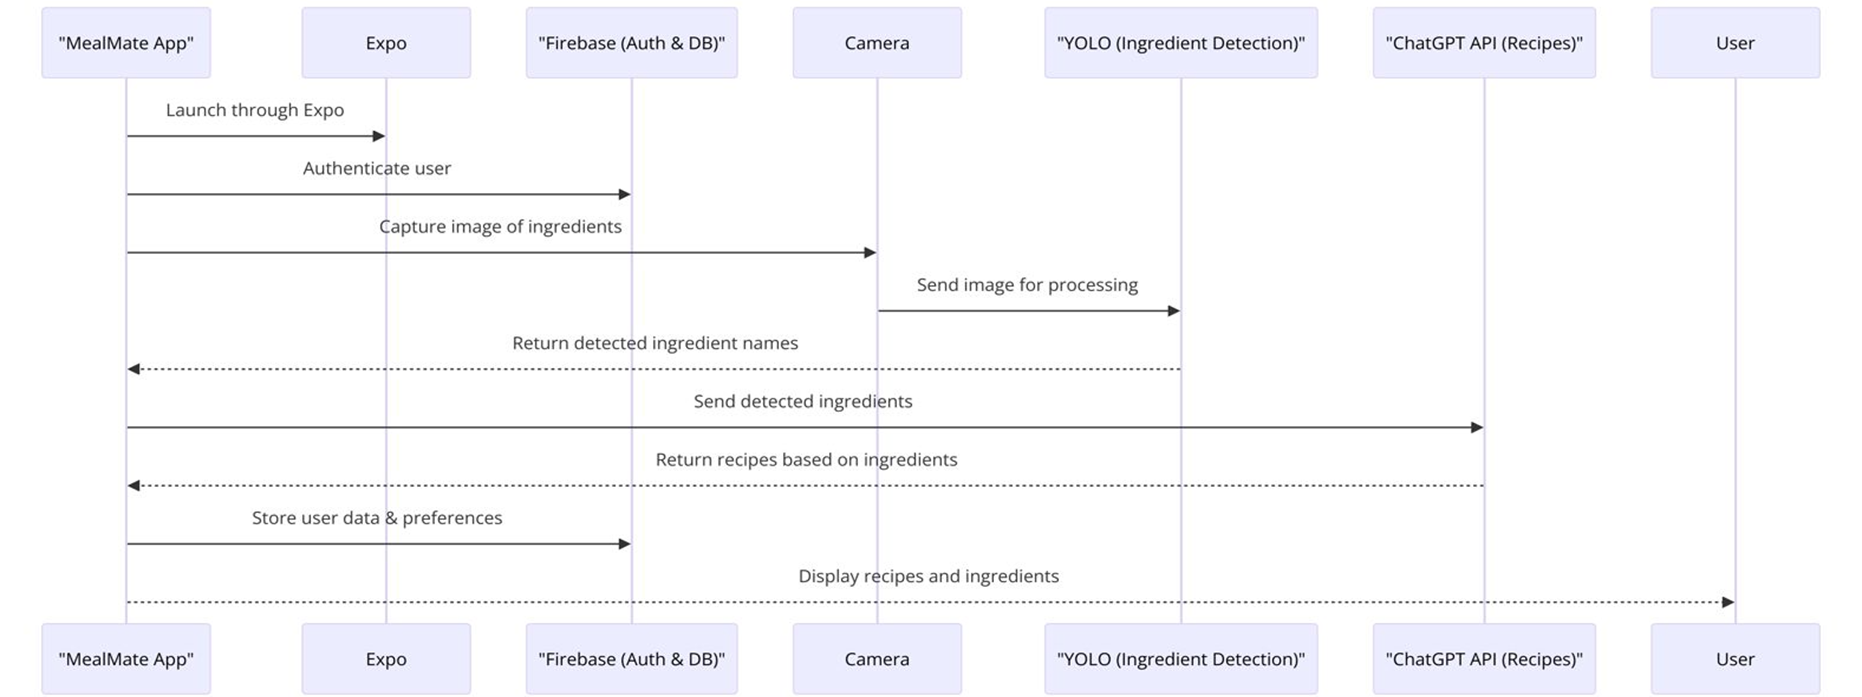 "MealMate App"
Expo
"Firebase (Auth & DB)"
Camera
"YOLO (Ingredient Detection)"
"ChatGPT API (Recipes)"
User
Launch through Expo
Authenticate user
Capture image of ingredients
Send image for processing
Return detected ingredient names
Send detected ingredients
Return recipes based on ingredients
Store user data & preferences
Display recipes and ingredients
"MealMate App"
Expo
"Firebase (Auth & DB)"
Camera
"YOLO (Ingredient Detection)"
"ChatGPT API (Recipes)"
User